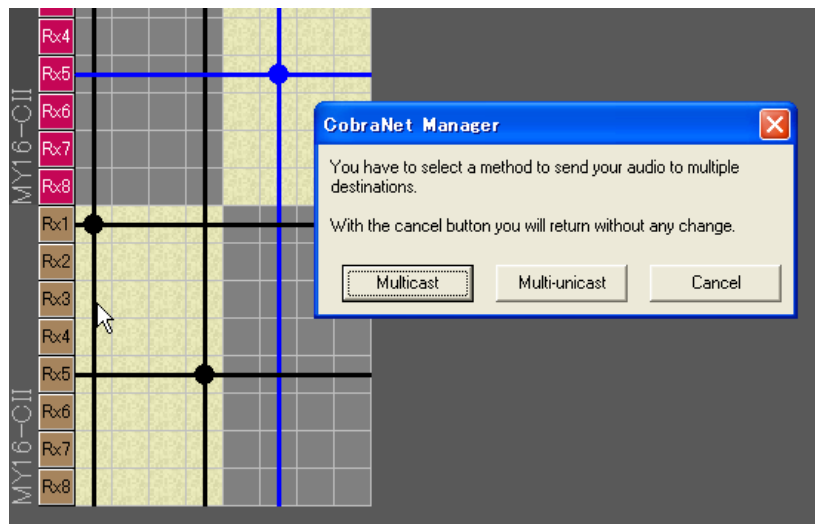 Rx4
Rx5
Rx6
Rx7
Rx8
MY16-CII
Rx1
Rx2
Rx3
Rx4
Rx5
Rx6
Rx7
Rx8
MY16-CII
CobraNet Manager
You have to select a method to send your audio to multiple
destinations.
With the cancel button you will return without any change.
Multicast
Multi-unicast
Cancel